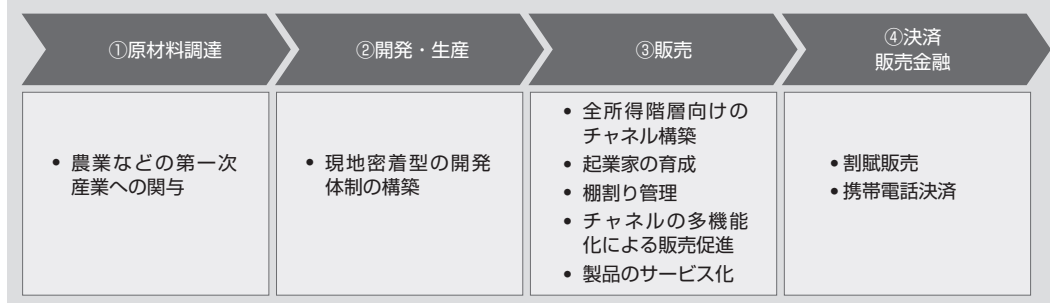 ①原材料調達
②開発・生産
③販売
④決済
販売金融
• 農業などの第一次
産業への関与
• 現地密着型の開発
体制の構築
• 全所得階層向けの
チャネル構築
• 起業家の育成
• 棚割り管理
• チャネルの多機能
化による販売促進
• 製品のサービス化
• 割賦販売
• 携帯電話決済